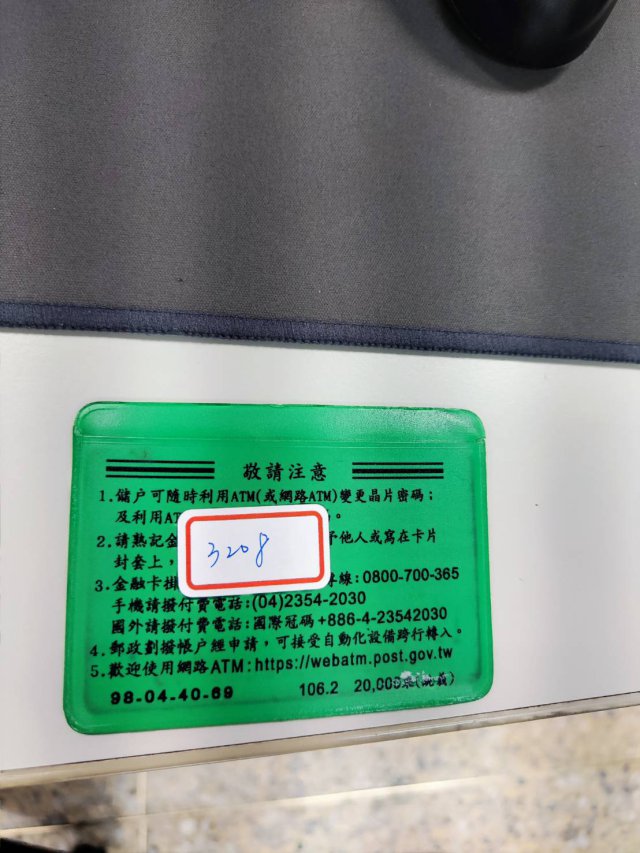 敬請注意
1.儲戶可隨時利用ATM(或網路ATM)變更晶片密碼；
及利用AT 。
3208
2.請熟記金 予他人或寫在卡片
封套上，
3.金融卡掛 專線：0800-700-365
手機請撥付費電話：(04)2354-2030
國外請撥付費電話：國際冠碼+886-4-23542030
4.郵政劃撥帳戶經申請，可接受自動化設備跨行轉入。
5.歡迎使用網路ATM：https://webatm.post.gov.tw
98-04-40-69 106.2 20,000